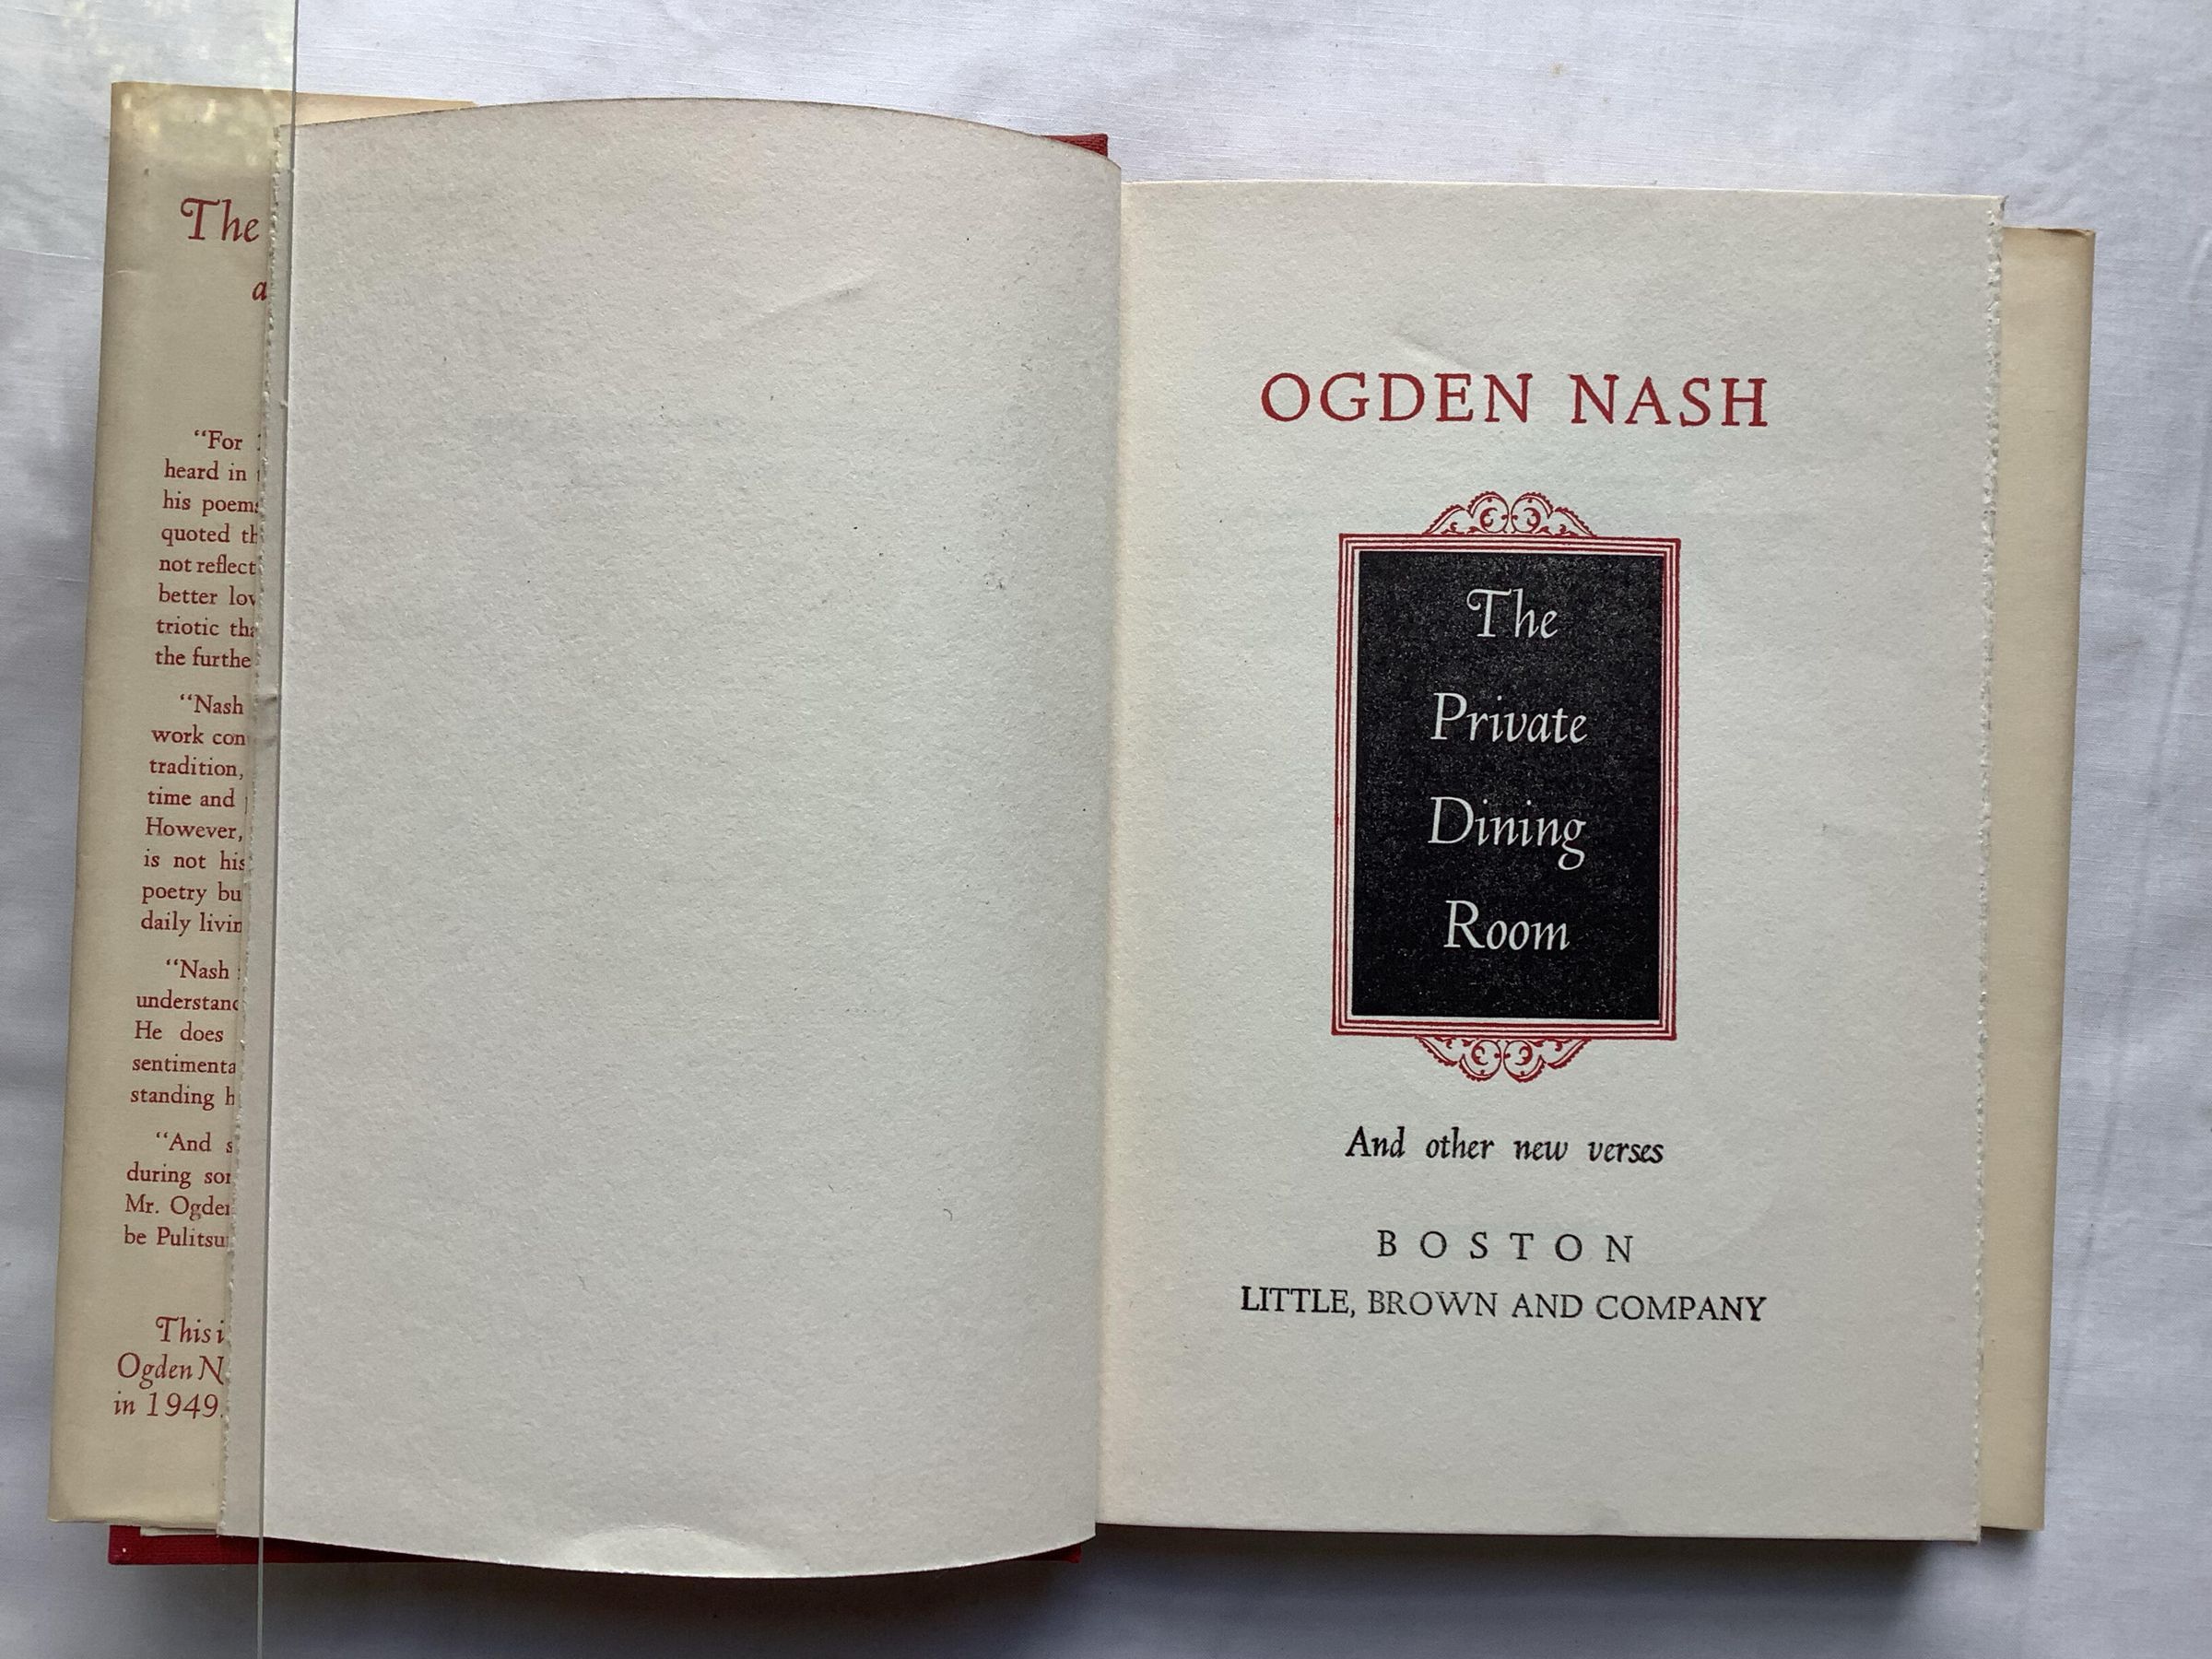 The
a
"For
heard in
his poems
quoted th
not reflect
better lov
triotic tha
the furthe
"Nash
work con
tradition,
time and
However,
is not his
poetry bu
daily livin
"Nash
understand
He does
sentimenta
standing h
"And s
during sor
Mr. Ogden
be Pulitsu
This i
Ogden N
in 1949.
OGDEN NASH
The
Private
Dining
Room
And other new verses
BOSTON
LITTLE, BROWN AND COMPANY